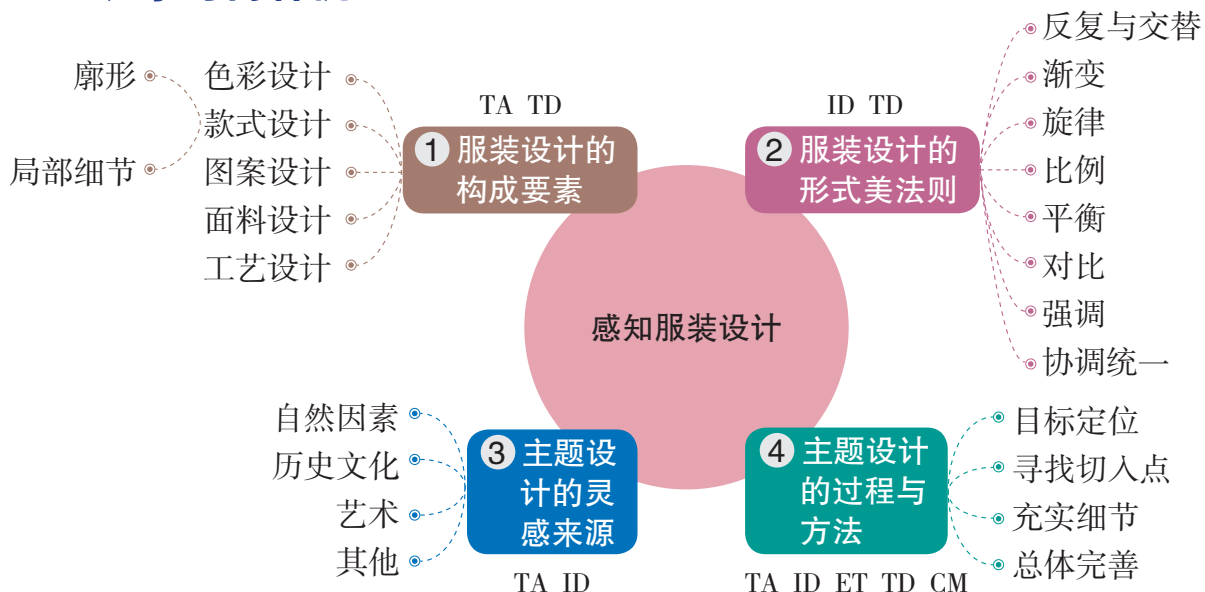 廓形
局部细节
色彩设计
款式设计
图案设计
面料设计
工艺设计
TA TD
1 服装设计的
构成要素
ID TD
2 服装设计的
形式美法则
反复与交替
渐变
旋律
比例
平衡
对比
强调
协调统一
感知服装设计
自然因素
历史文化
艺术
其他
3 主题设
计的灵
感来源
TA ID
4 主题设计
的过程与
方法
TA ID ET TD CM
目标定位
寻找切入点
充实细节
总体完善